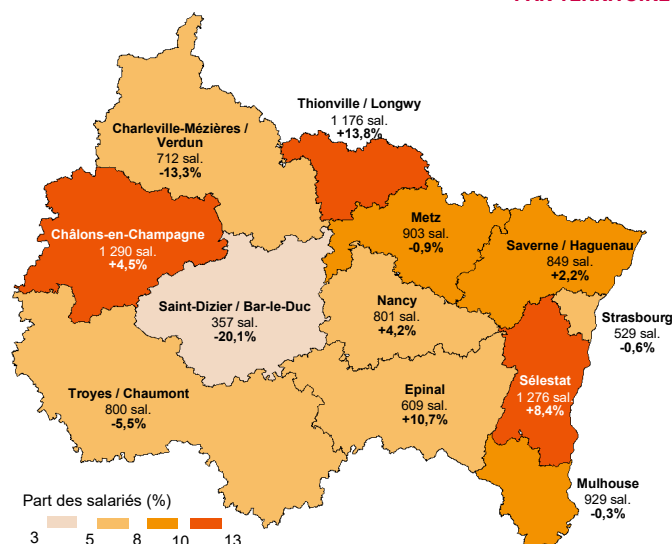 Thionville / Longwy
1 176 sal.
+13,8%
Charleville-Mézières /
Verdun
712 sal.
-13,3%
Châlons-en-Champagne
1 290 sal.
+4,5%
Metz
903 sal.
-0,9%
Saverne / Haguenau
849 sal.
+2,2%
Saint-Dizier / Bar-le-Duc
357 sal.
-20,1%
Nancy
801 sal.
+4,2%
Strasbourg
529 sal.
-0,6%
Troyes / Chaumont
800 sal.
-5,5%
Epinal
609 sal.
+10,7%
Sélestat
1 276 sal.
+8,4%
Mulhouse
929 sal.
-0,3%
Part des salariés (%)
3 5 8 10 13